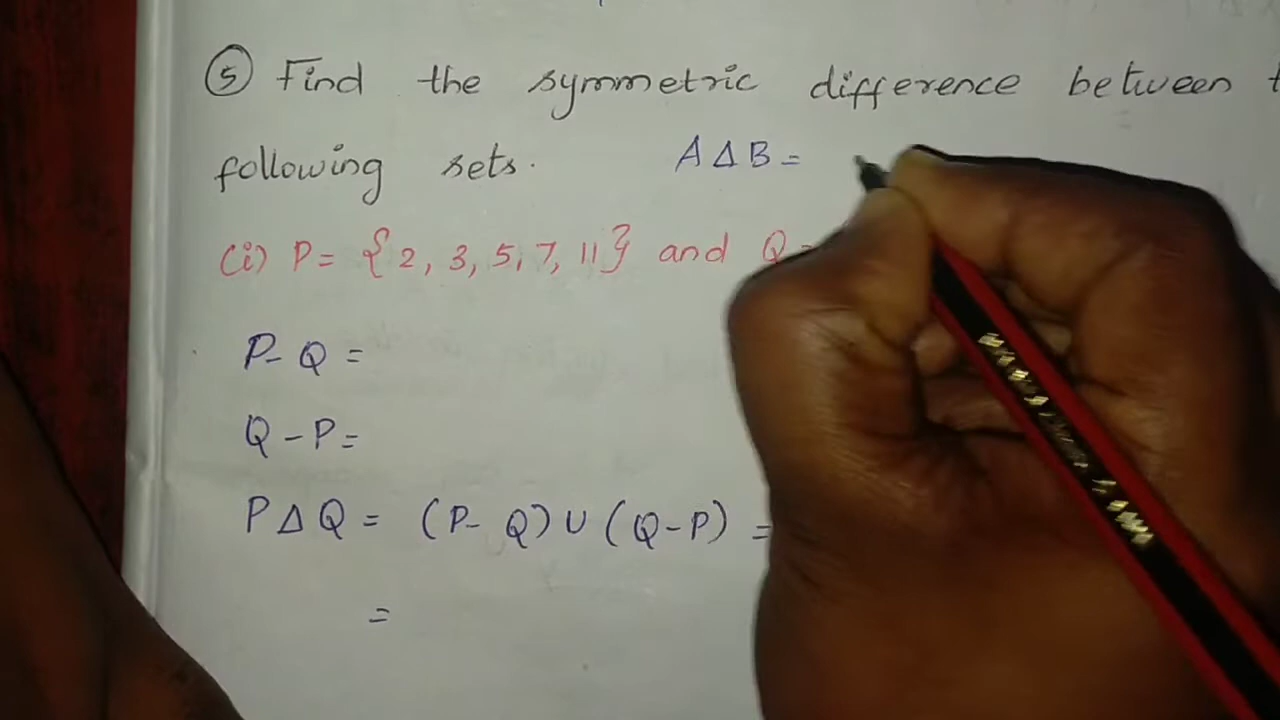 ⑤ Find the symmetric difference between
following sets. A Δ B =
(i) P = {2, 3, 5, 7, 11} and Q =
P - Q =
Q - P =
P Δ Q = (P - Q) ∪ (Q - P) =
=